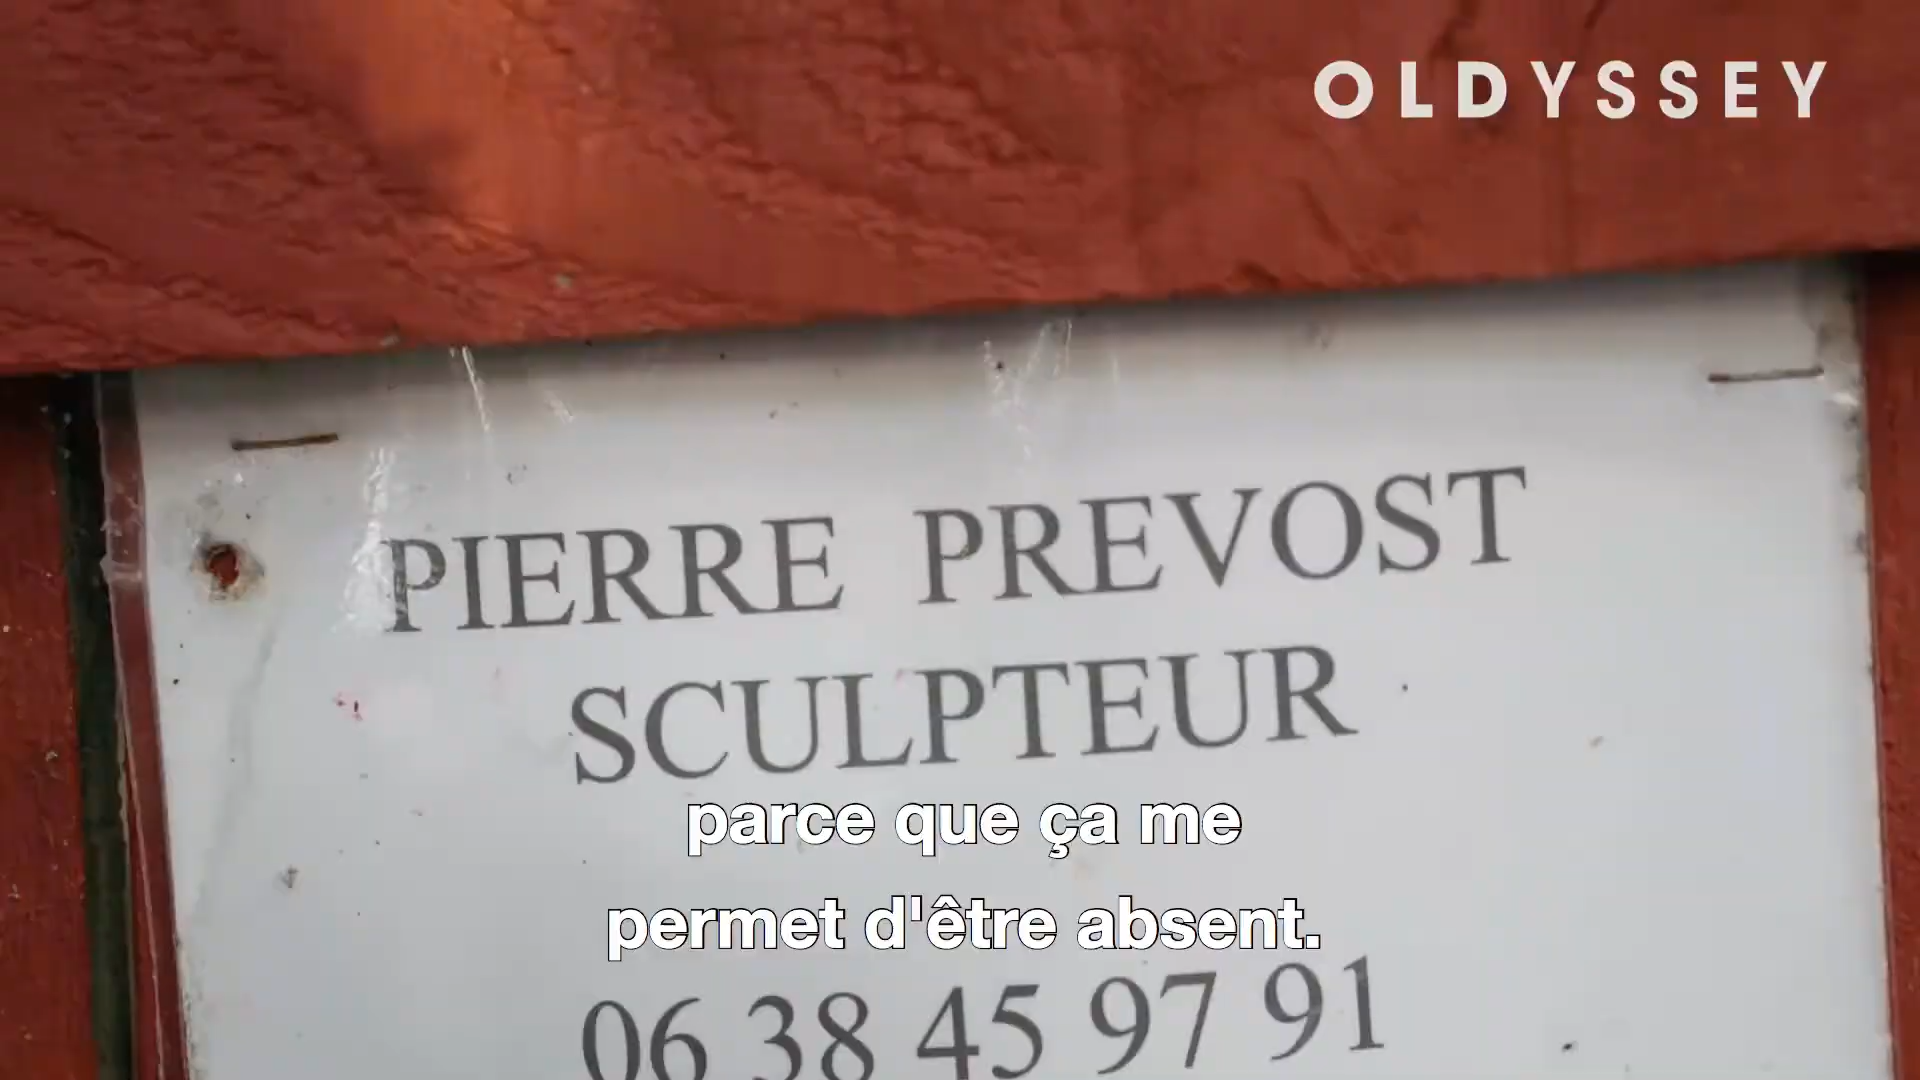 OLDYSSEY
PIERRE PREVOST
SCULPTEUR
parce que ça me
permet d'être absent.
06 38 45 97 91